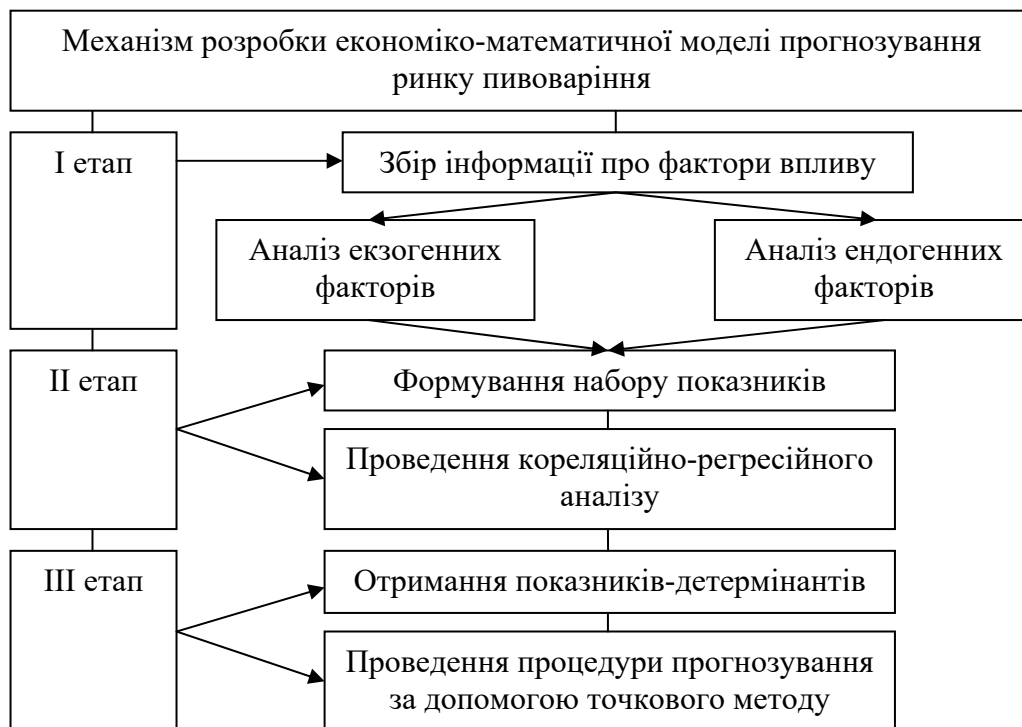 Механізм розробки економіко-математичної моделі прогнозування
ринку пивоваріння
І етап
Збір інформації про фактори впливу
Аналіз екзогенних
факторів
Аналіз ендогенних
факторів
ІІ етап
Формування набору показників
Проведення кореляційно-регресійного
аналізу
ІІІ етап
Отримання показників-детермінантів
Проведення процедури прогнозування
за допомогою точкового методу